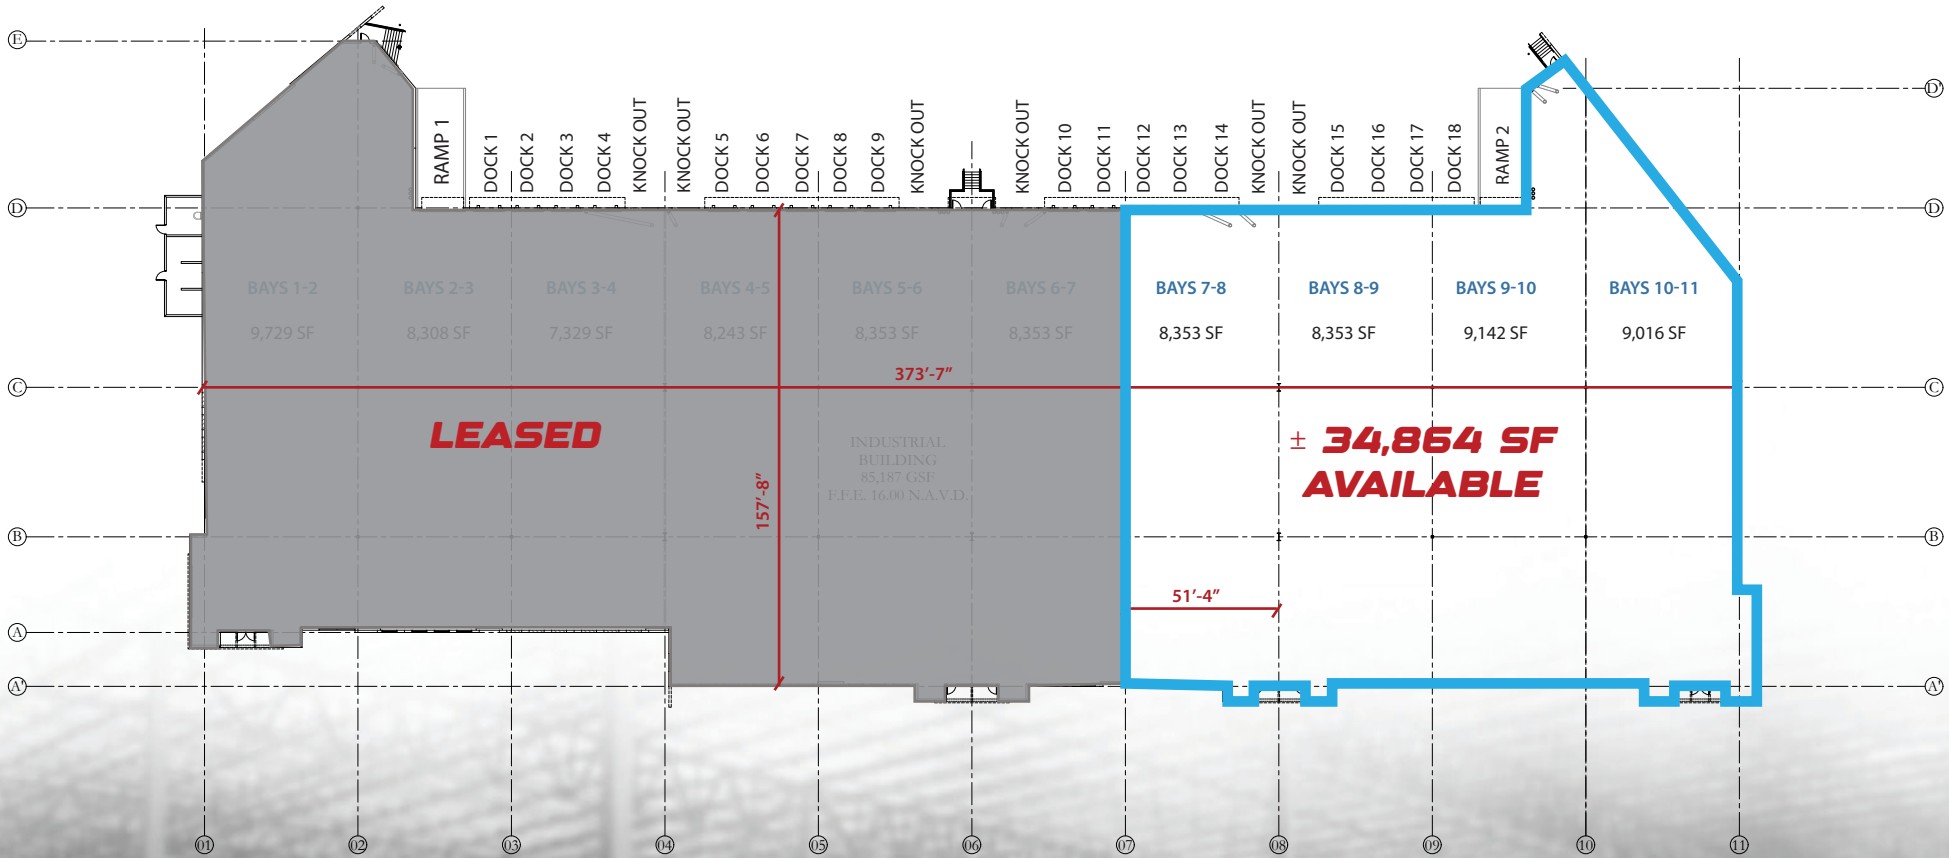 E
D'
RAMP 1
DOCK 1
DOCK 2
DOCK 3
DOCK 4
KNOCK OUT
KNOCK OUT
DOCK 5
DOCK 6
DOCK 7
DOCK 8
DOCK 9
KNOCK OUT
KNOCK OUT
DOCK 10
DOCK 11
DOCK 12
DOCK 13
DOCK 14
KNOCK OUT
KNOCK OUT
DOCK 15
DOCK 16
DOCK 17
DOCK 18
RAMP 2
D
D
BAYS 1-2
BAYS 2-3
BAYS 3-4
BAYS 4-5
BAYS 5-6
BAYS 6-7
BAYS 7-8
BAYS 8-9
BAYS 9-10
BAYS 10-11
9,729 SF
8,308 SF
7,329 SF
8,243 SF
8,353 SF
8,353 SF
8,353 SF
8,353 SF
9,142 SF
9,016 SF
373'-7"
C
C
LEASED
INDUSTRIAL
BUILDING
85,187 GSF
F.F.E. 16.00 N.A.V.D.
157'-8"
± 34,864 SF
AVAILABLE
B
B
51'-4"
A
A'
A'
01
02
03
04
05
06
07
08
09
10
11